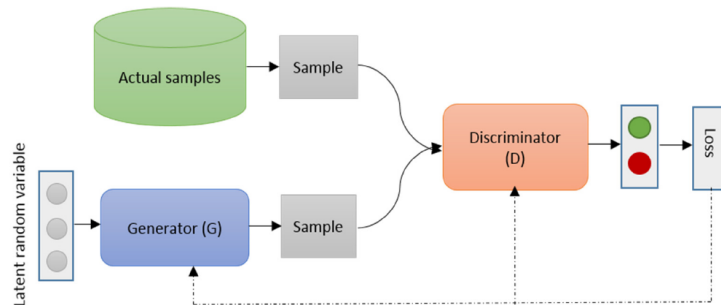 Actual samples
Sample
Discriminator
(D)
Loss
Latent random variable
Generator (G)
Sample